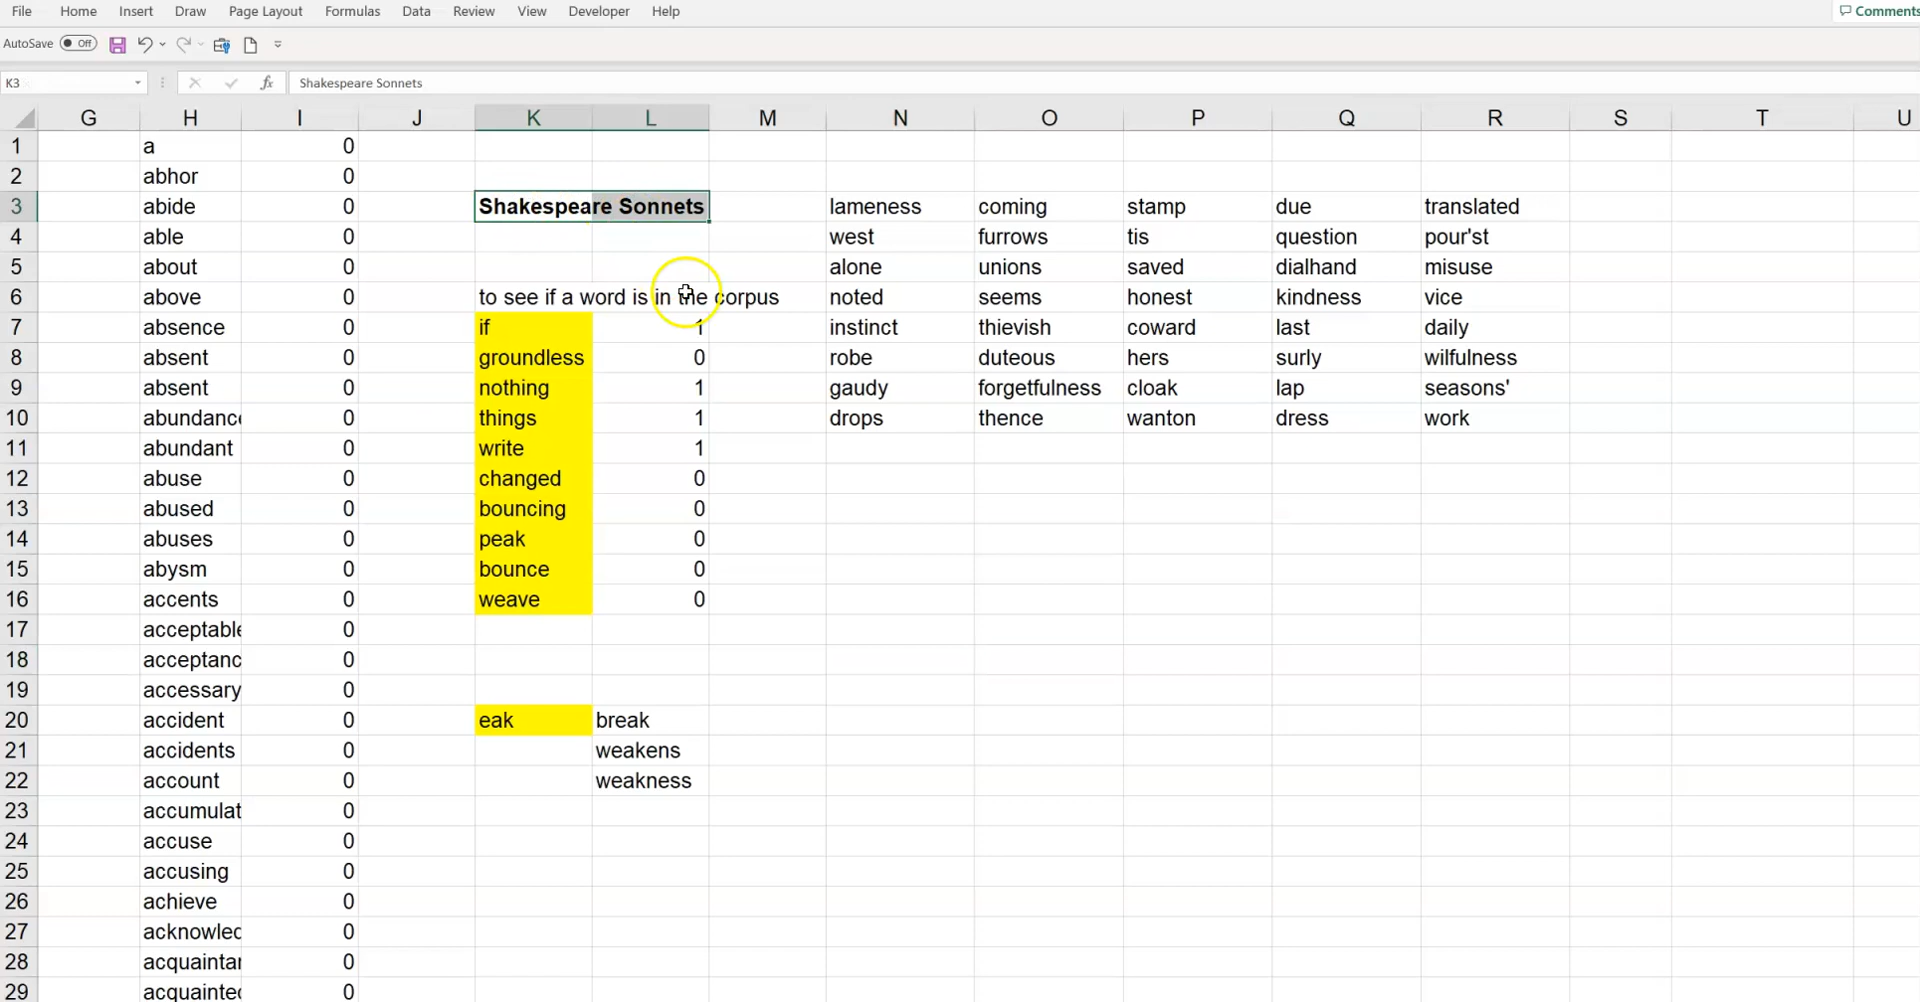 File Home Insert Draw Page Layout Formulas Data Review View Developer Help Comments
AutoSave Off
K3 fx Shakespeare Sonnets
G H I J K L M N O P Q R S T U
1 a 0
2 abhor 0
3 abide 0 Shakespeare Sonnets lameness coming stamp due translated
4 able 0 west furrows tis question pour'st
5 about 0 alone unions saved dialhand misuse
6 above 0 to see if a word is in the corpus noted seems honest kindness vice
7 absence 0 if 1 instinct thievish coward last daily
8 absent 0 groundless 0 robe duteous hers surly wilfulness
9 absent 0 nothing 1 gaudy forgetfulness cloak lap seasons'
10 abundance 0 things 1 drops thence wanton dress work
11 abundant 0 write 1
12 abuse 0 changed 0
13 abused 0 bouncing 0
14 abuses 0 peak 0
15 abysm 0 bounce 0
16 accents 0 weave 0
17 acceptable 0
18 acceptanc 0
19 accessary 0
20 accident 0 eak break
21 accidents 0 weakens
22 account 0 weakness
23 accumulat 0
24 accuse 0
25 accusing 0
26 achieve 0
27 acknowled 0
28 acquaintan 0
29 acquainted 0